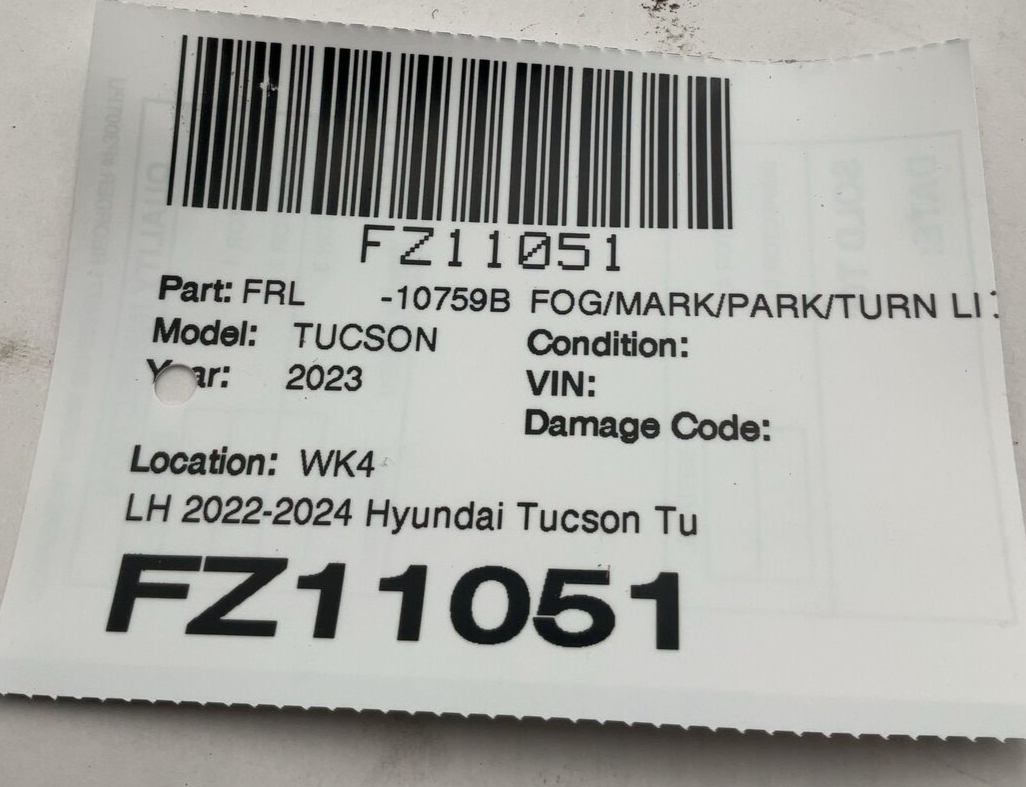 FZ11051
Part: FRL -10759B FOG/MARK/PARK/TURN LI
Model: TUCSON Condition:
Year: 2023 VIN:
Damage Code:
Location: WK4
LH 2022-2024 Hyundai Tucson Tu
FZ11051